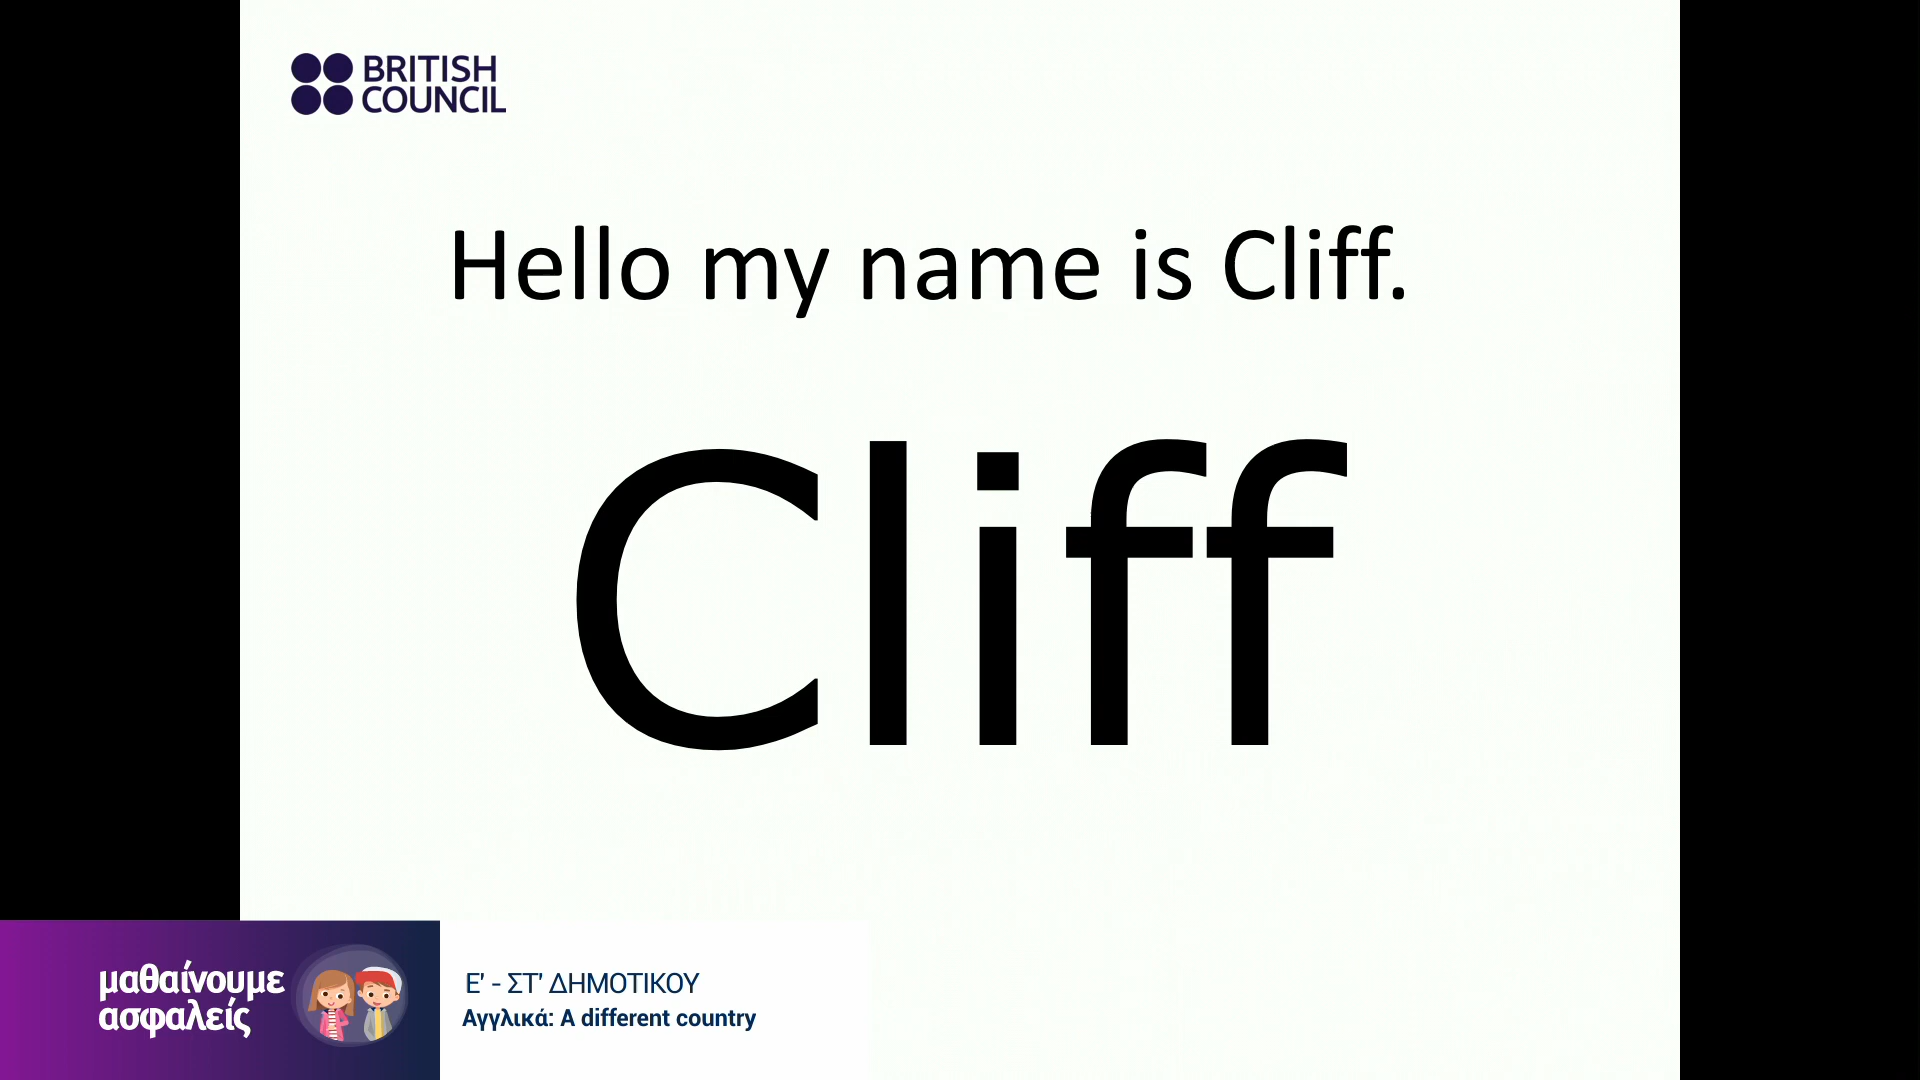 BRITISH
COUNCIL
Hello my name is Cliff.
Cliff
μαθαίνουμε
ασφαλείς
Ε' - ΣΤ' ΔΗΜΟΤΙΚΟΥ
Αγγλικά: A different country